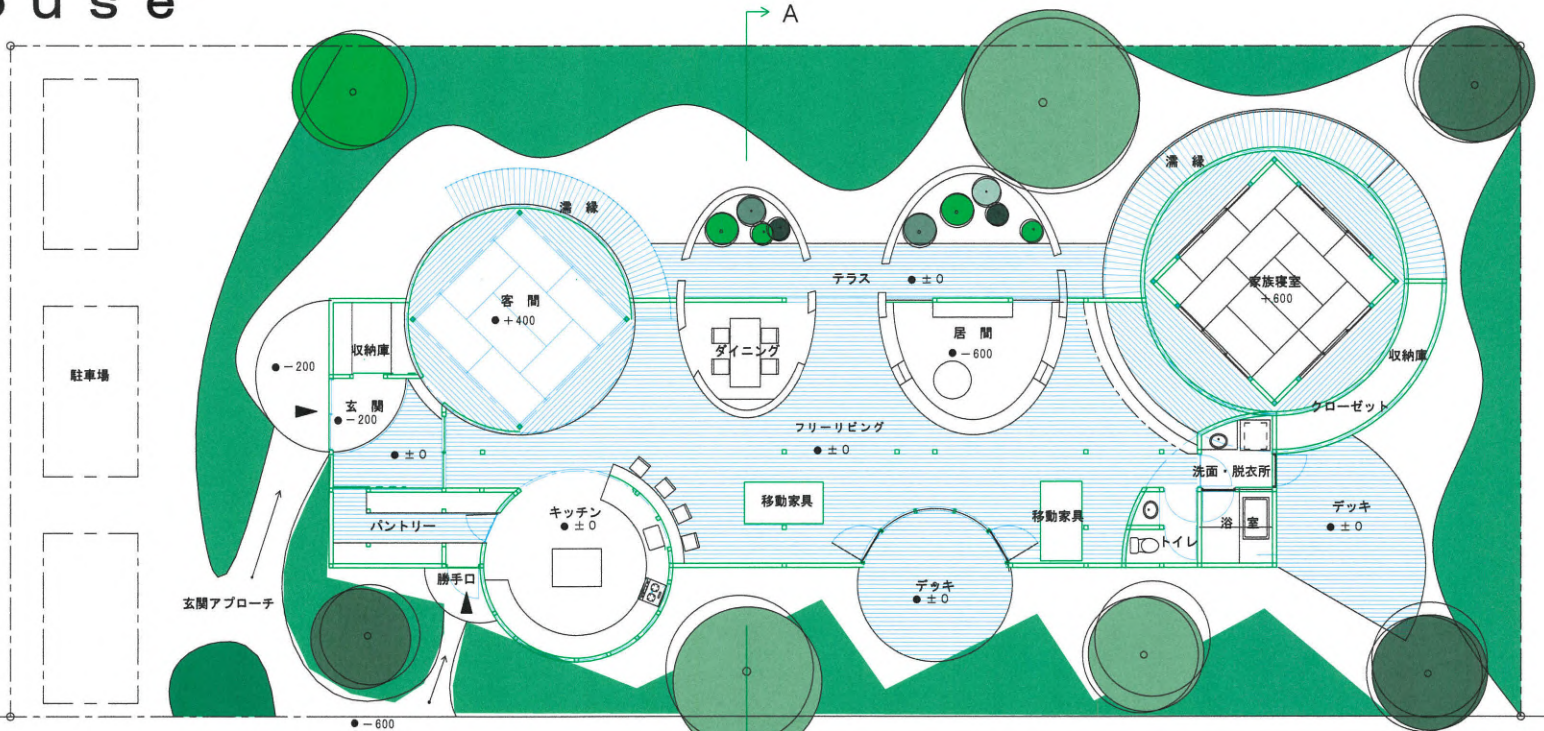 ouse
A
濡 縁
濡 縁
テラス
●±0
客 間
●+400
家族寝室
+600
収納庫
ダイニング
居 間
●−600
収納庫
駐車場
●−200
玄 関
●−200
クローゼット
フリーリビング
●±0
●±0
洗面・脱衣所
移動家具
移動家具
キッチン
●±0
パントリー
浴 室
デッキ
●±0
トイレ
勝手口
デッキ
●±0
玄関アプローチ
●−600